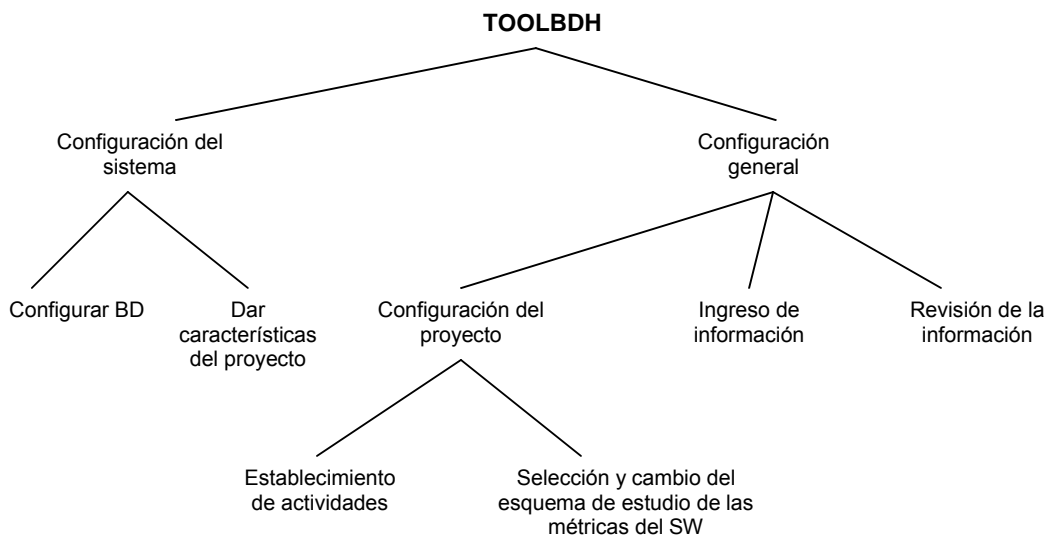 TOOLBDH
Configuración del
sistema
Configuración
general
Configurar BD
Dar
características
del proyecto
Configuración del
proyecto
Ingreso de
información
Revisión de la
información
Establecimiento
de actividades
Selección y cambio del
esquema de estudio de las
métricas del SW